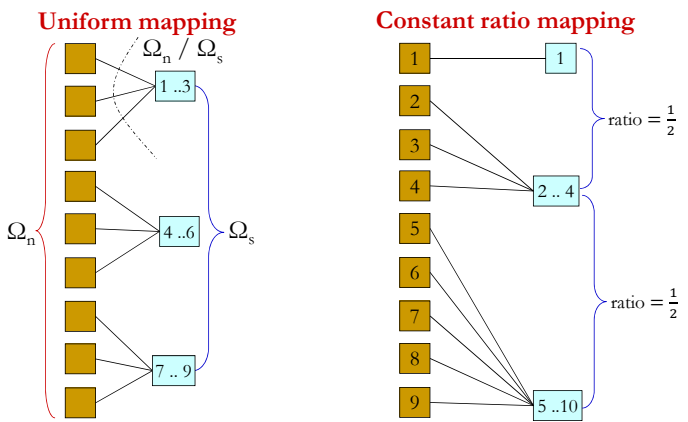 Uniform mapping
Ωn / Ωs
1 ..3
4 ..6
7 .. 9
Ωn
Ωs
Constant ratio mapping
1
2
3
4
5
6
7
8
9
1
2 .. 4
5 ..10
ratio = 1/2
ratio = 1/2